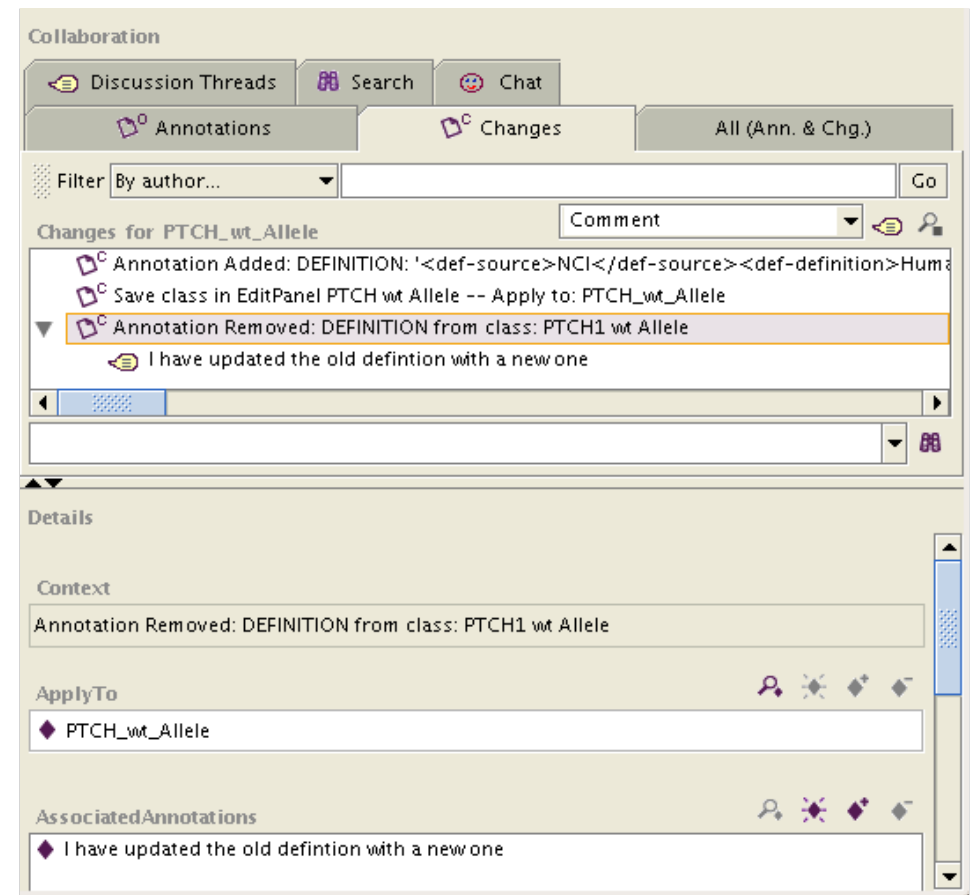 Collaboration
Discussion Threads Search Chat
Annotations Changes All (Ann. & Chg.)
Filter By author... Go
Changes for PTCH_wt_Allele Comment
Annotation Added: DEFINITION: '<def-source>NCI</def-source><def-definition>Huma
Save class in EditPanel PTCH wt Allele -- Apply to: PTCH_wt_Allele
Annotation Removed: DEFINITION from class: PTCH1 wt Allele
I have updated the old defintion with a new one
Details
Context
Annotation Removed: DEFINITION from class: PTCH1 wt Allele
ApplyTo
PTCH_wt_Allele
AssociatedAnnotations
I have updated the old defintion with a new one